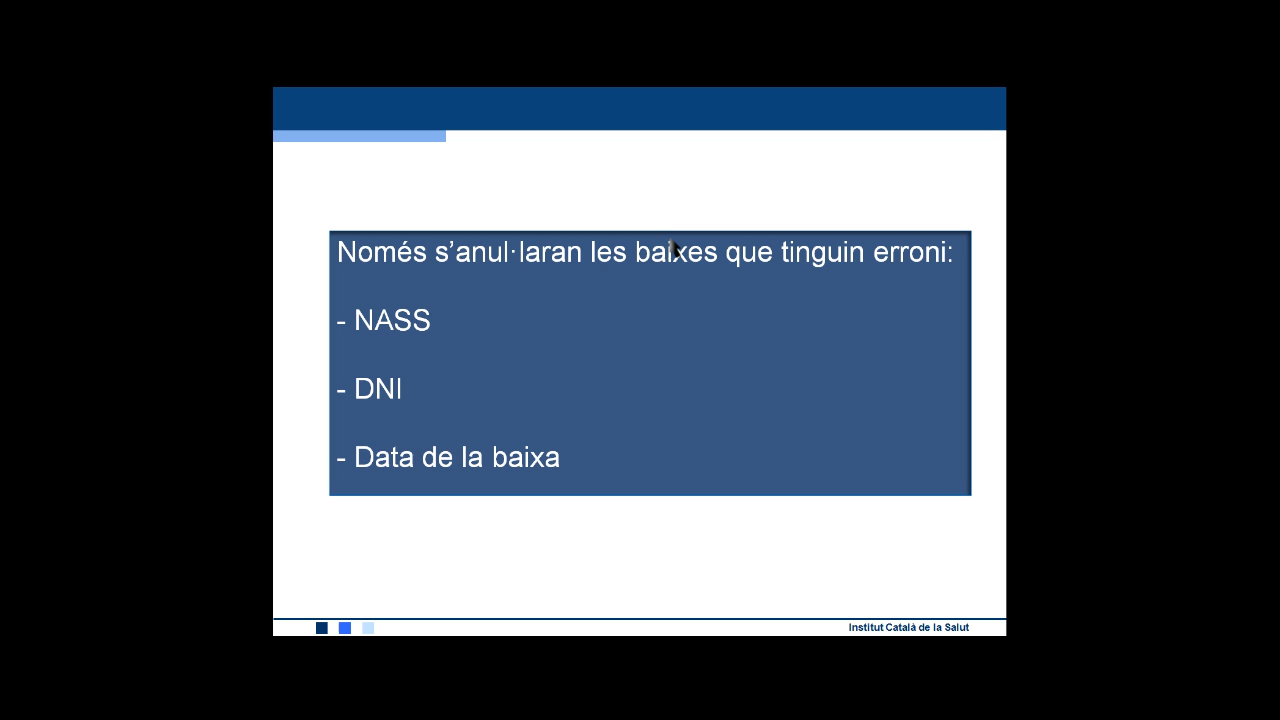 Només s’anul·laran les baixes que tinguin erroni:
- NASS
- DNI
- Data de la baixa
Institut Català de la Salut